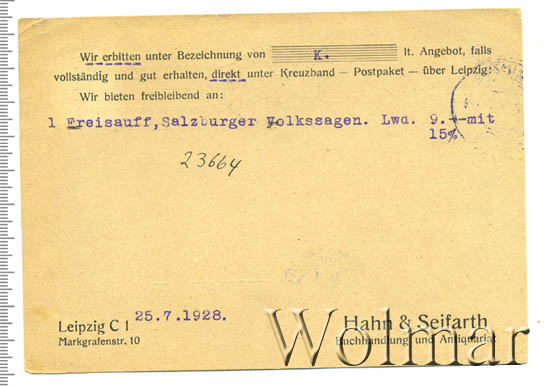 Wir erbitten unter Bezeichnung von K. lt. Angebot, falls
vollständig und gut erhalten, direkt unter Kreuzband — Postpaket — über Leipzig:
Wir bieten freibleibend an:
1 Freisauff,Salzburger Volkssagen. Lwd. 9.--mit
15%
23664
25.7.1928.
Leipzig C 1
Markgrafenstr. 10
Hahn & Seifarth
Buchhandlung und Antiquariat
Wolmar